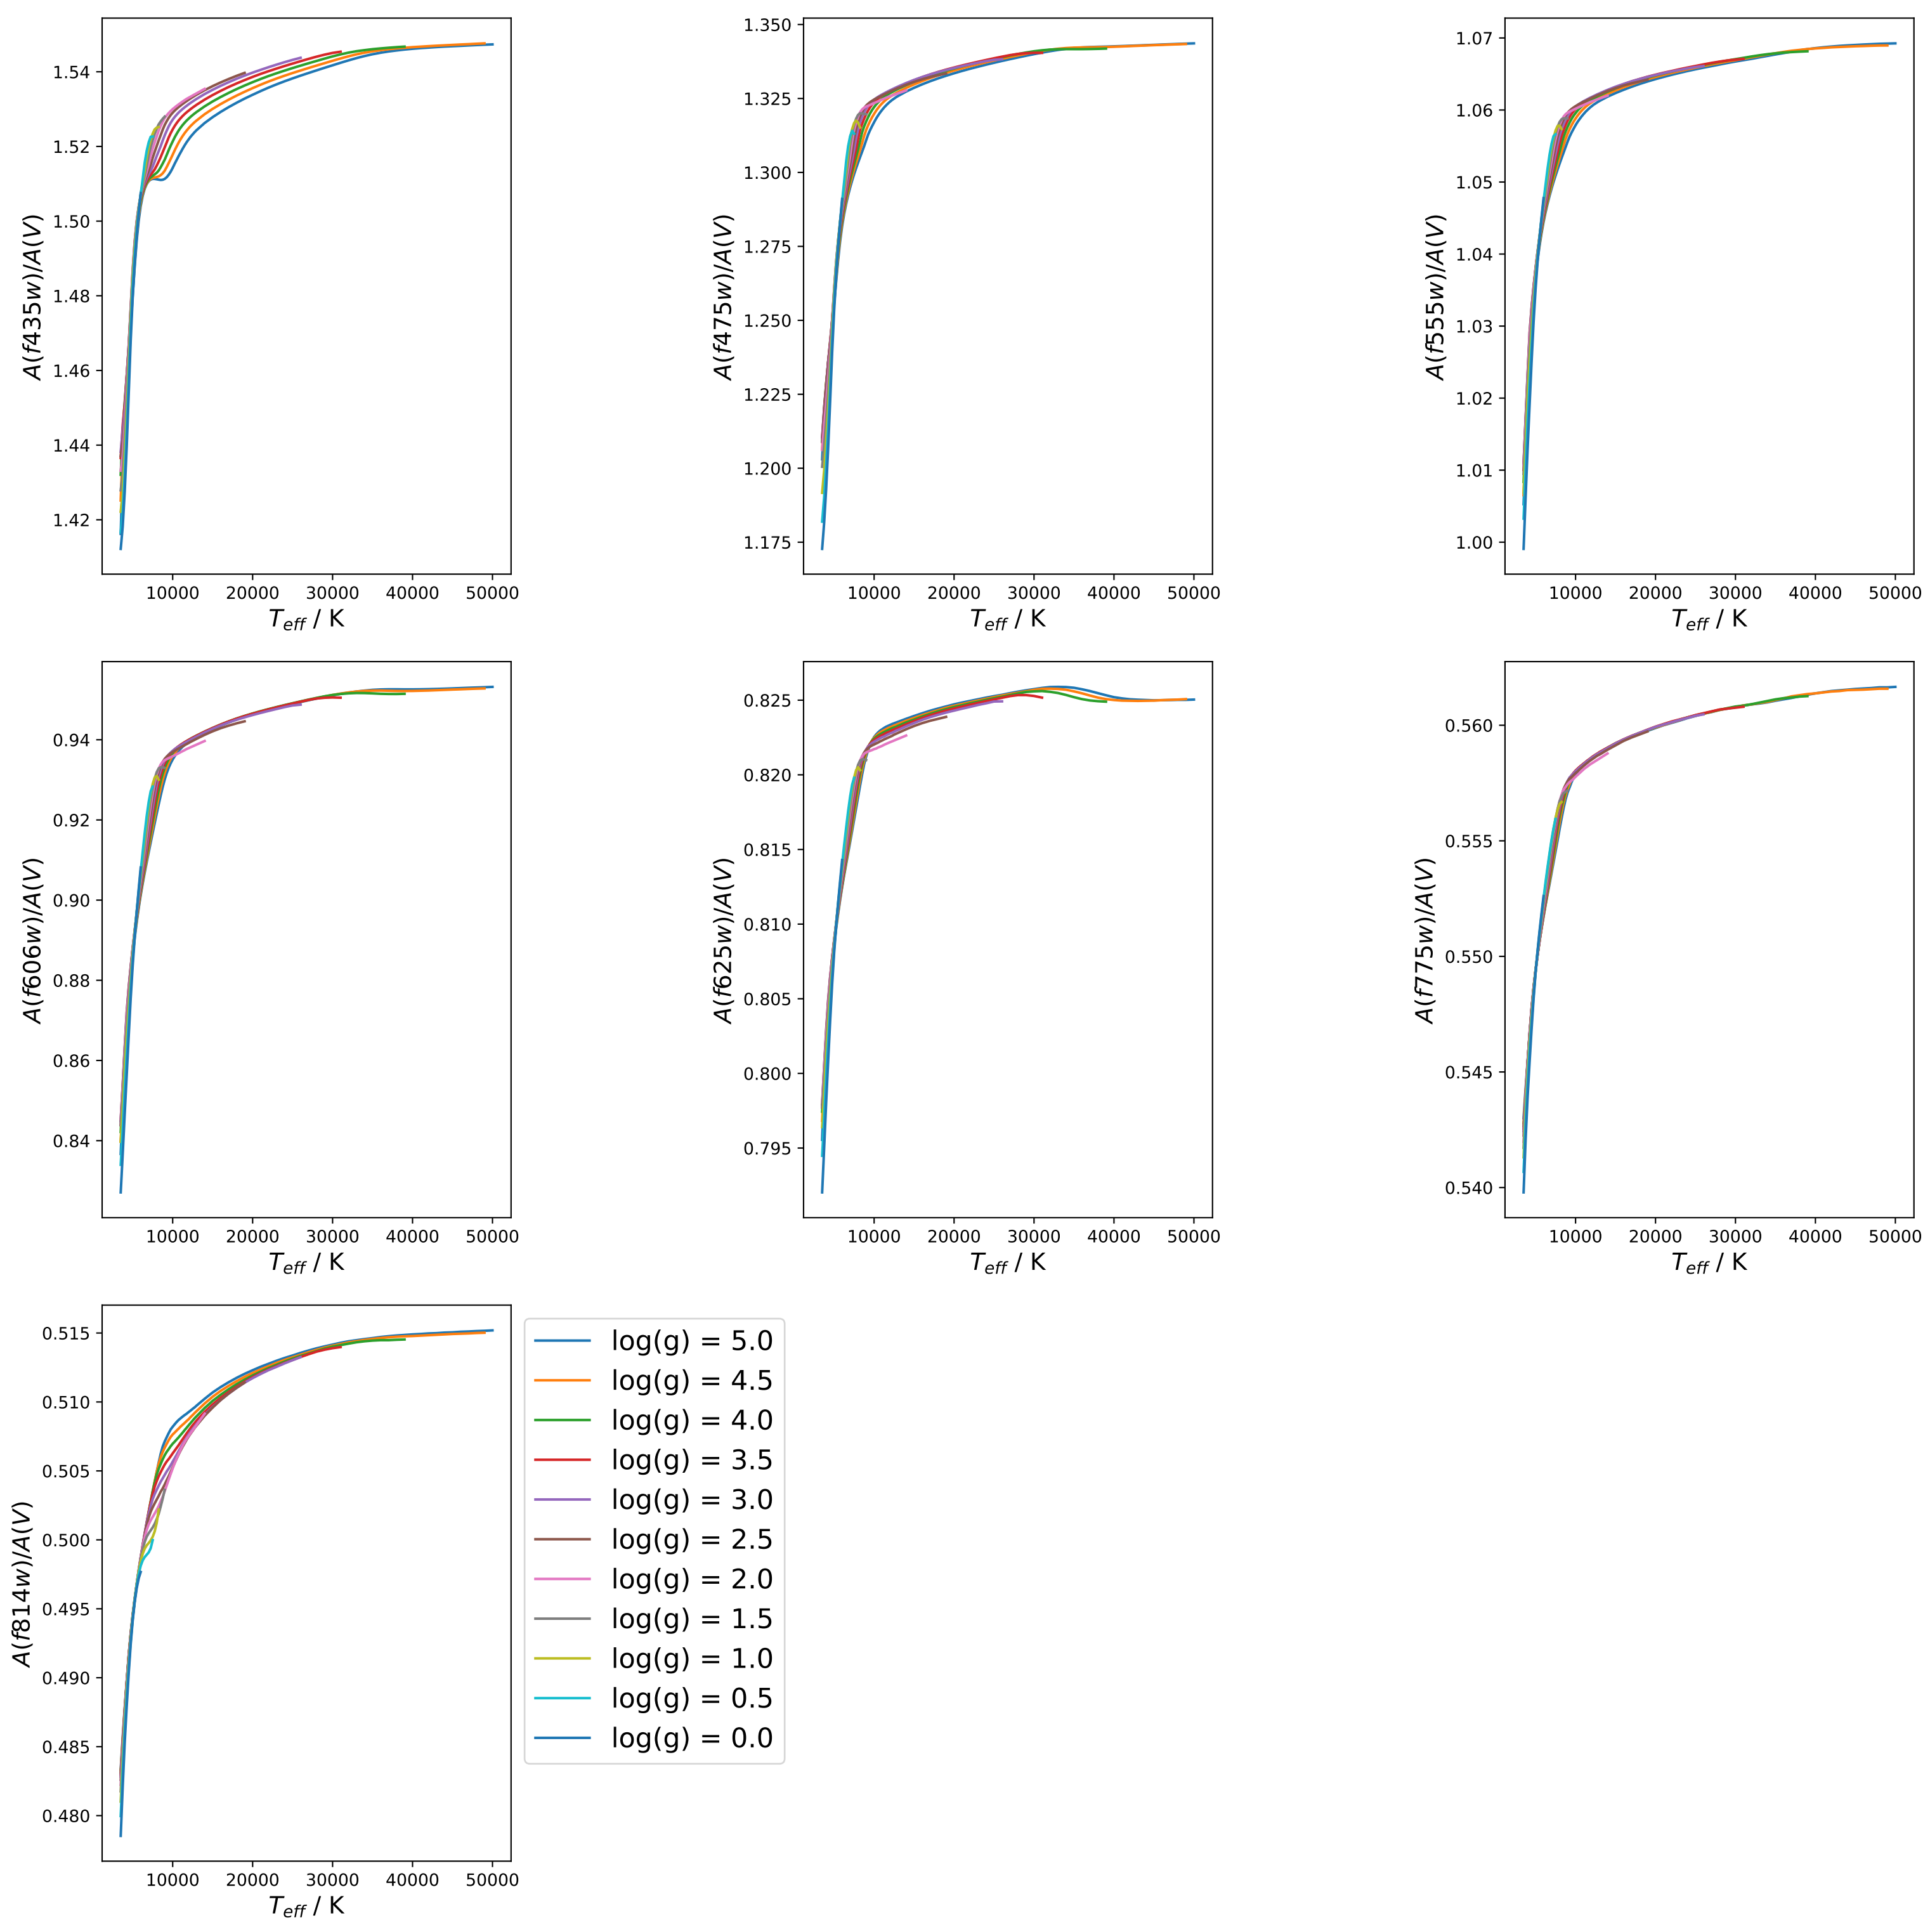 1.54
1.52
1.50
1.48
1.46
1.44
1.42
A(f435w)/A(V)
10000 20000 30000 40000 50000
T_eff / K
1.350
1.325
1.300
1.275
1.250
1.225
1.200
1.175
A(f475w)/A(V)
10000 20000 30000 40000 50000
T_eff / K
1.07
1.06
1.05
1.04
1.03
1.02
1.01
1.00
A(f555w)/A(V)
10000 20000 30000 40000 50000
T_eff / K
0.94
0.92
0.90
0.88
0.86
0.84
A(f606w)/A(V)
10000 20000 30000 40000 50000
T_eff / K
0.825
0.820
0.815
0.810
0.805
0.800
0.795
A(f625w)/A(V)
10000 20000 30000 40000 50000
T_eff / K
0.560
0.555
0.550
0.545
0.540
A(f775w)/A(V)
10000 20000 30000 40000 50000
T_eff / K
0.515
0.510
0.505
0.500
0.495
0.490
0.485
0.480
A(f814w)/A(V)
10000 20000 30000 40000 50000
T_eff / K
log(g) = 5.0
log(g) = 4.5
log(g) = 4.0
log(g) = 3.5
log(g) = 3.0
log(g) = 2.5
log(g) = 2.0
log(g) = 1.5
log(g) = 1.0
log(g) = 0.5
log(g) = 0.0